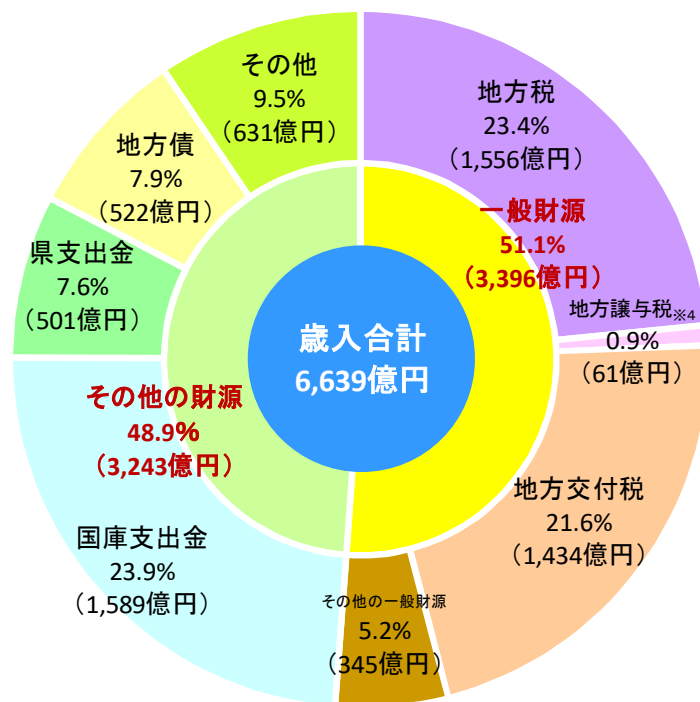 その他
9.5%
（631億円）
地方税
23.4%
（1,556億円）
地方債
7.9%
（522億円）
一般財源
51.1%
（3,396億円）
県支出金
7.6%
（501億円）
地方譲与税※4
0.9%
（61億円）
歳入合計
6,639億円
その他の財源
48.9%
（3,243億円）
地方交付税
21.6%
（1,434億円）
国庫支出金
23.9%
（1,589億円）
その他の一般財源
5.2%
（345億円）